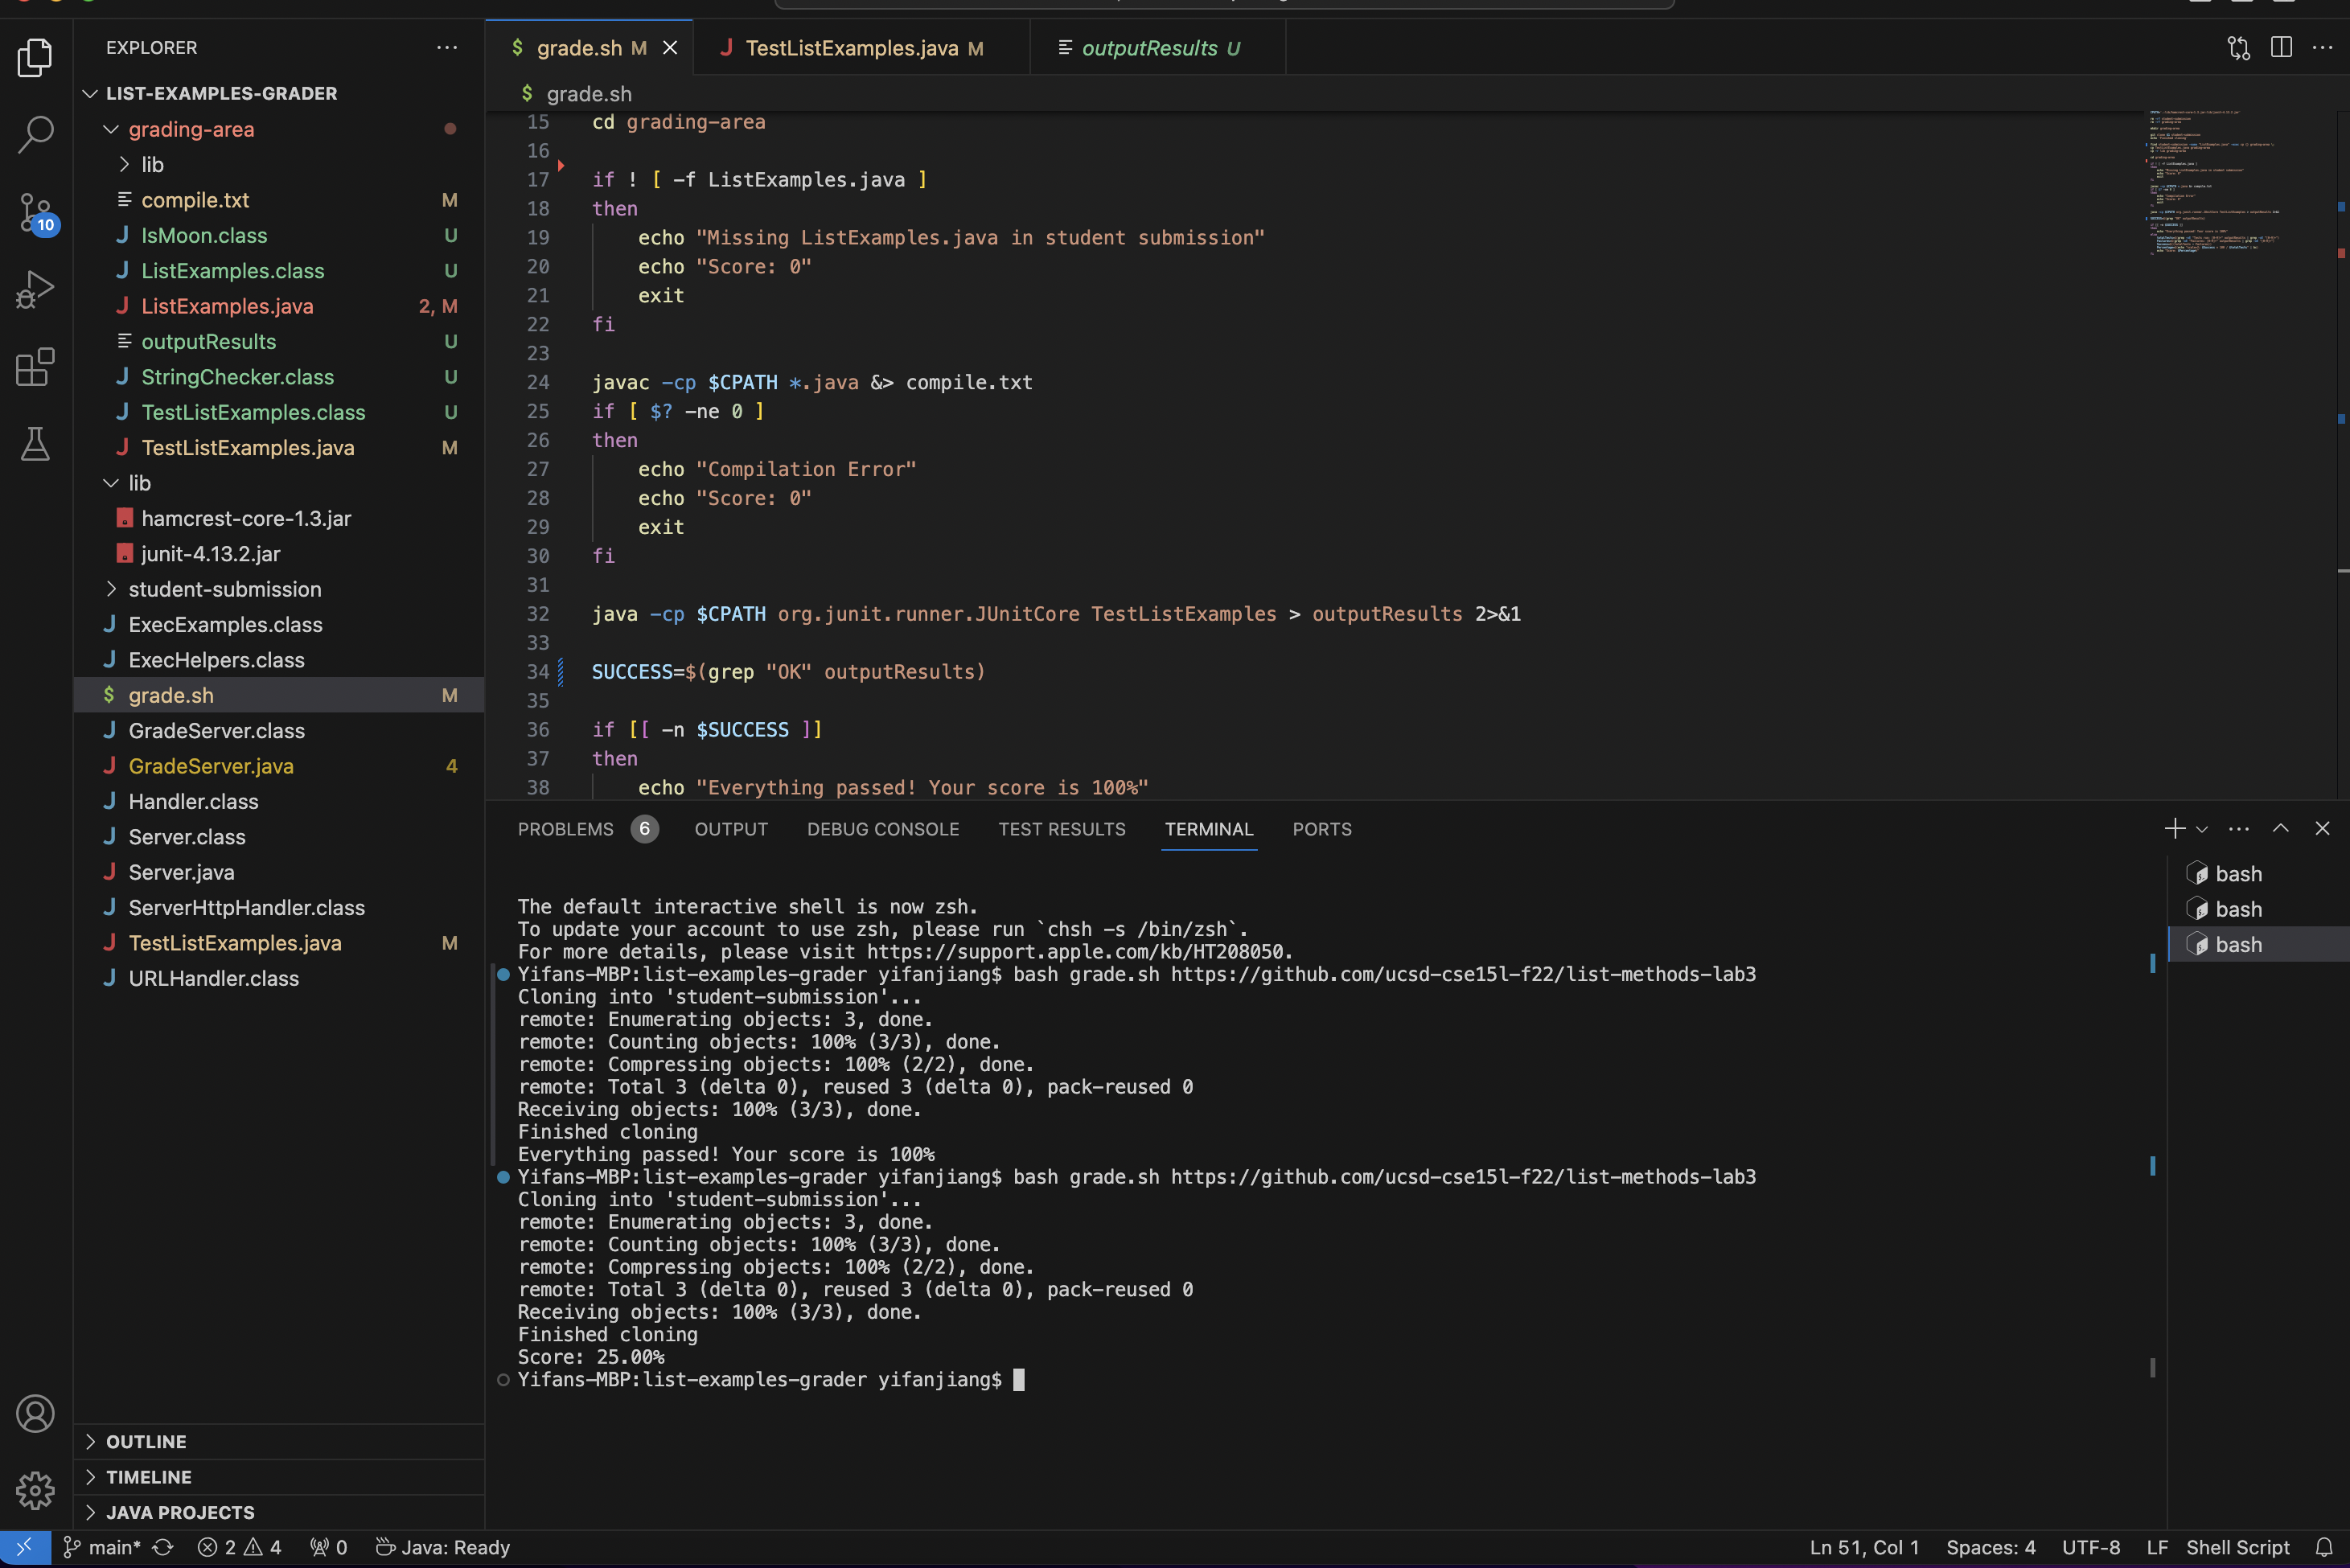 EXPLORER
LIST-EXAMPLES-GRADER
grading-area
lib
compile.txt M
IsMoon.class U
ListExamples.class U
ListExamples.java 2, M
outputResults U
StringChecker.class U
TestListExamples.class U
TestListExamples.java M
lib
hamcrest-core-1.3.jar
junit-4.13.2.jar
student-submission
ExecExamples.class
ExecHelpers.class
$ grade.sh M
GradeServer.class
GradeServer.java 4
Handler.class
Server.class
Server.java
ServerHttpHandler.class
TestListExamples.java M
URLHandler.class
OUTLINE
TIMELINE
JAVA PROJECTS
10
$ grade.sh M
J TestListExamples.java M
outputResults U
$ grade.sh
15 cd grading-area
16
17 if ! [ -f ListExamples.java ]
18 then
19 echo "Missing ListExamples.java in student submission"
20 echo "Score: 0"
21 exit
22 fi
23
24 javac -cp $CPATH *.java &> compile.txt
25 if [ $? -ne 0 ]
26 then
27 echo "Compilation Error"
28 echo "Score: 0"
29 exit
30 fi
31
32 java -cp $CPATH org.junit.runner.JUnitCore TestListExamples > outputResults 2>&1
33
34 SUCCESS=$(grep "OK" outputResults)
35
36 if [[ -n $SUCCESS ]]
37 then
38 echo "Everything passed! Your score is 100%"
PROBLEMS 6 OUTPUT DEBUG CONSOLE TEST RESULTS TERMINAL PORTS
The default interactive shell is now zsh.
To update your account to use zsh, please run `chsh -s /bin/zsh`.
For more details, please visit https://support.apple.com/kb/HT208050.
Yifans-MBP:list-examples-grader yifanjiang$ bash grade.sh https://github.com/ucsd-cse15l-f22/list-methods-lab3
Cloning into 'student-submission'...
remote: Enumerating objects: 3, done.
remote: Counting objects: 100% (3/3), done.
remote: Compressing objects: 100% (2/2), done.
remote: Total 3 (delta 0), reused 3 (delta 0), pack-reused 0
Receiving objects: 100% (3/3), done.
Finished cloning
Everything passed! Your score is 100%
Yifans-MBP:list-examples-grader yifanjiang$ bash grade.sh https://github.com/ucsd-cse15l-f22/list-methods-lab3
Cloning into 'student-submission'...
remote: Enumerating objects: 3, done.
remote: Counting objects: 100% (3/3), done.
remote: Compressing objects: 100% (2/2), done.
remote: Total 3 (delta 0), reused 3 (delta 0), pack-reused 0
Receiving objects: 100% (3/3), done.
Finished cloning
Score: 25.00%
Yifans-MBP:list-examples-grader yifanjiang$
bash
bash
bash
main* 2 4 0 Java: Ready
Ln 51, Col 1 Spaces: 4 UTF-8 LF Shell Script